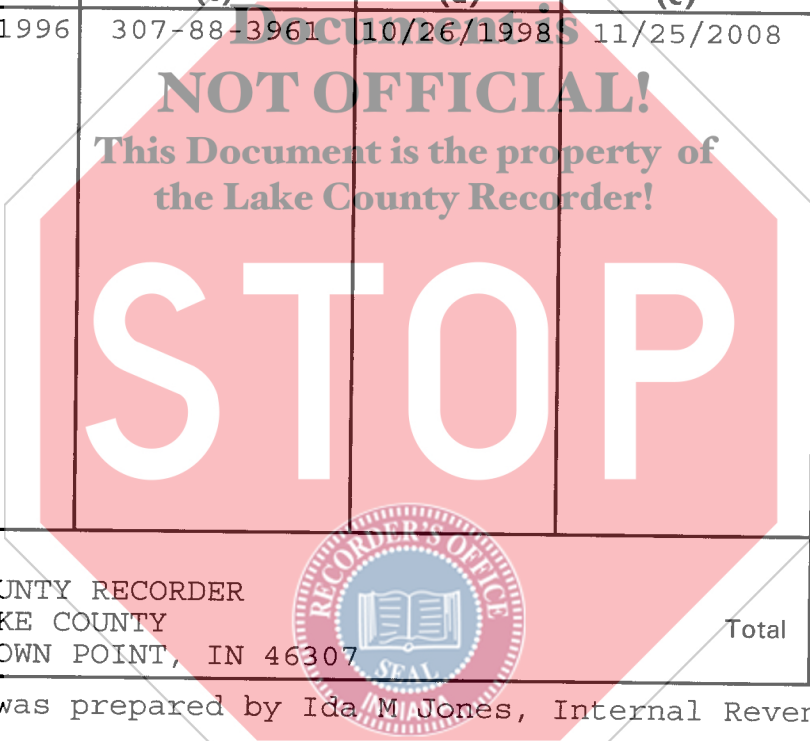 (d)
1996 307-88-3961 10/26/1998 11/25/2008
Document is
NOT OFFICIAL!
This Document is the property of
the Lake County Recorder!
STOP
UNTY RECORDER
KE COUNTY
OWN POINT, IN 46307
Total
RECORDER'S OFFICE
SEAL
INDIANA
was prepared by Ida M Jones, Internal Rever